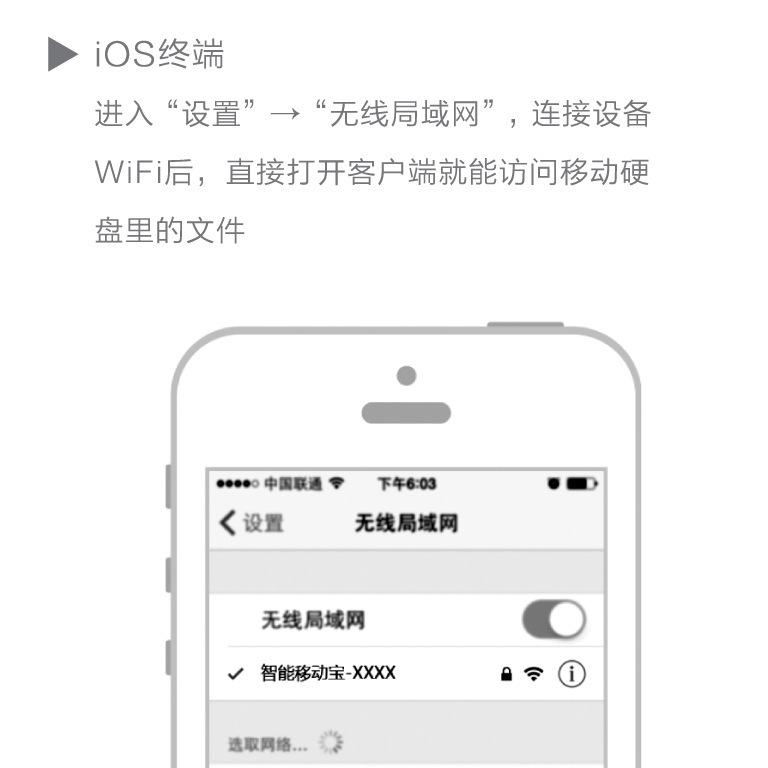 iOS终端
进入“设置”→“无线局域网”，连接设备
WiFi后，直接打开客户端就能访问移动硬
盘里的文件
中国联通 下午6:03
设置 无线局域网
无线局域网
智能移动宝-XXXX
选取网络...